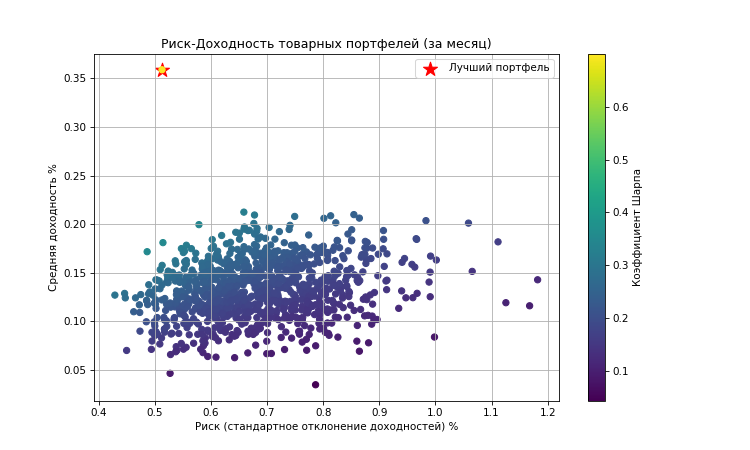 Риск-Доходность товарных портфелей (за месяц)
Лучший портфель
Средняя доходность %
0.35
0.30
0.25
0.20
0.15
0.10
0.05
0.4 0.5 0.6 0.7 0.8 0.9 1.0 1.1 1.2
Риск (стандартное отклонение доходностей) %
0.6
0.5
0.4
0.3
0.2
0.1
Коэффициент Шарпа